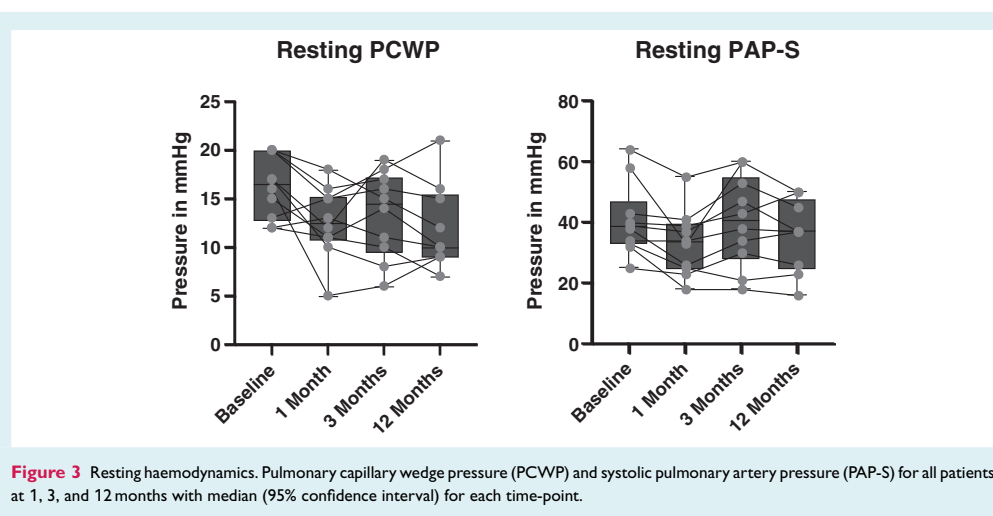 Resting PCWP
Pressure in mmHg
25
20
15
10
5
0
Baseline
1 Month
3 Months
12 Months
Resting PAP-S
Pressure in mmHg
80
60
40
20
0
Baseline
1 Month
3 Months
12 Months
Figure 3 Resting haemodynamics. Pulmonary capillary wedge pressure (PCWP) and systolic pulmonary artery pressure (PAP-S) for all patients
at 1, 3, and 12 months with median (95% confidence interval) for each time-point.